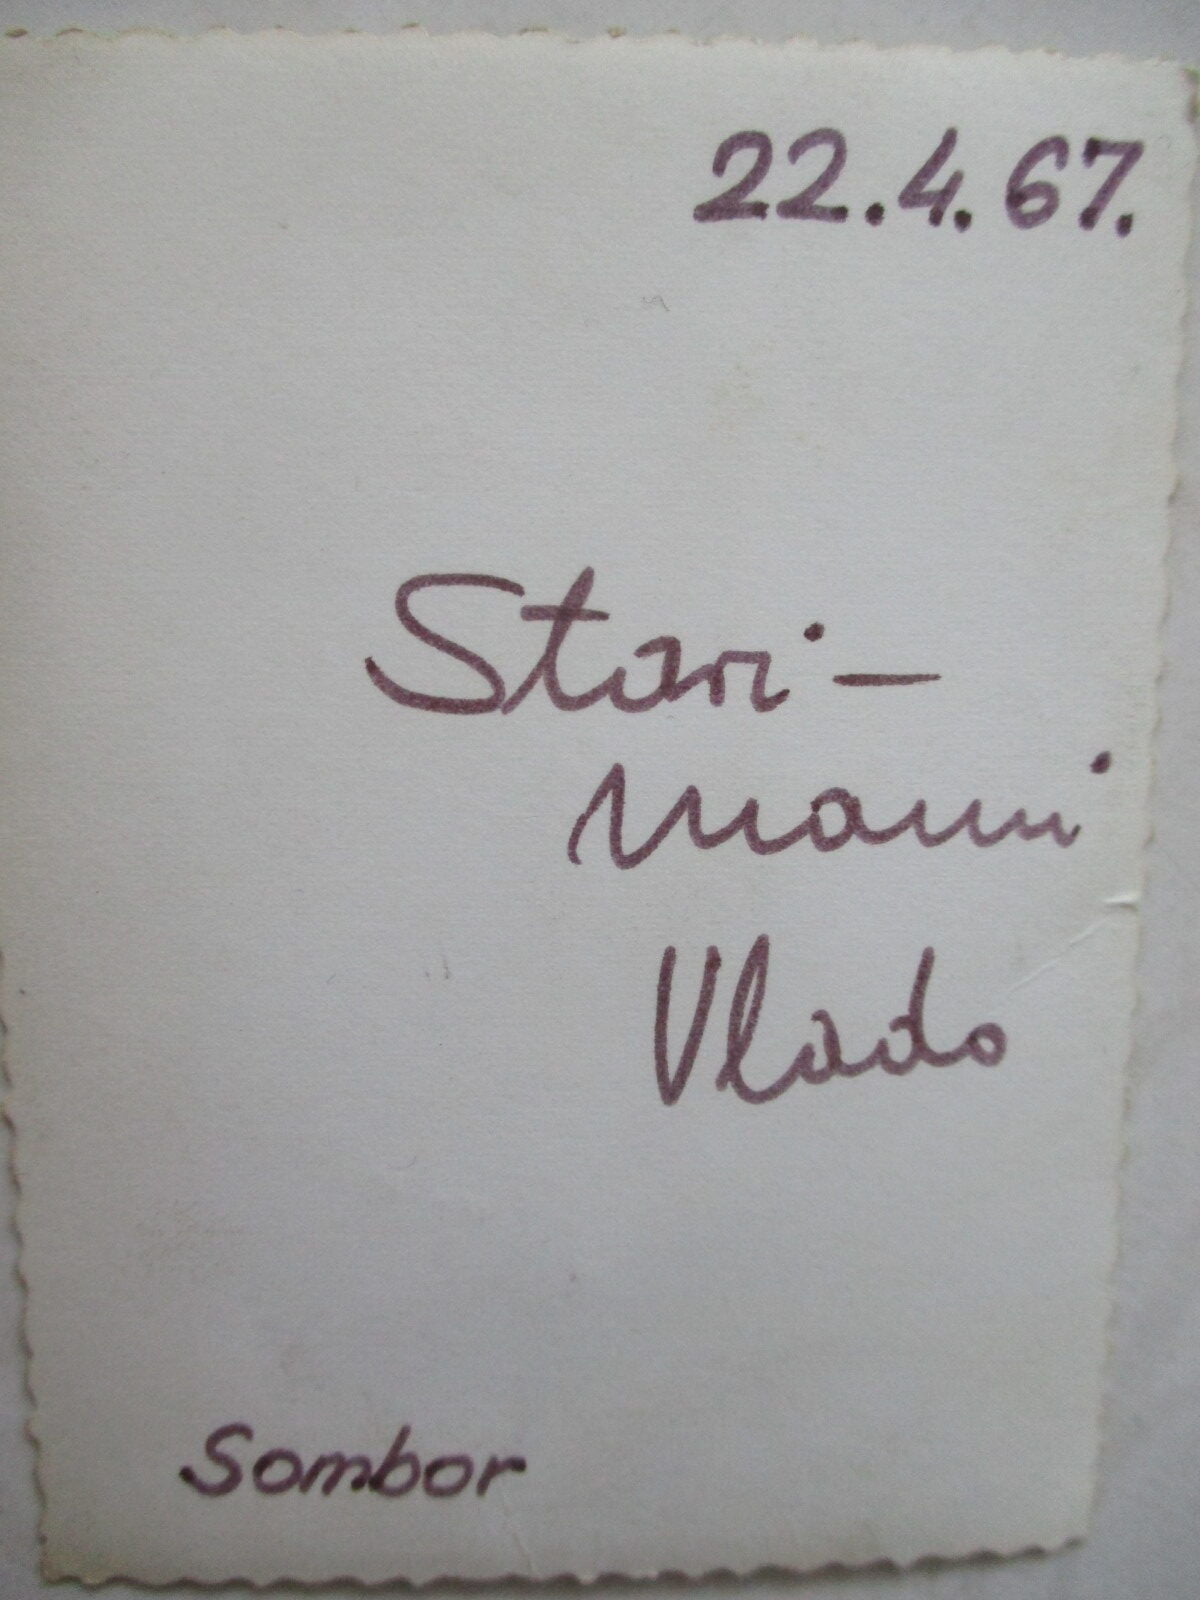 22.4.67.
Stari —
Mami
Vlado
Sombor